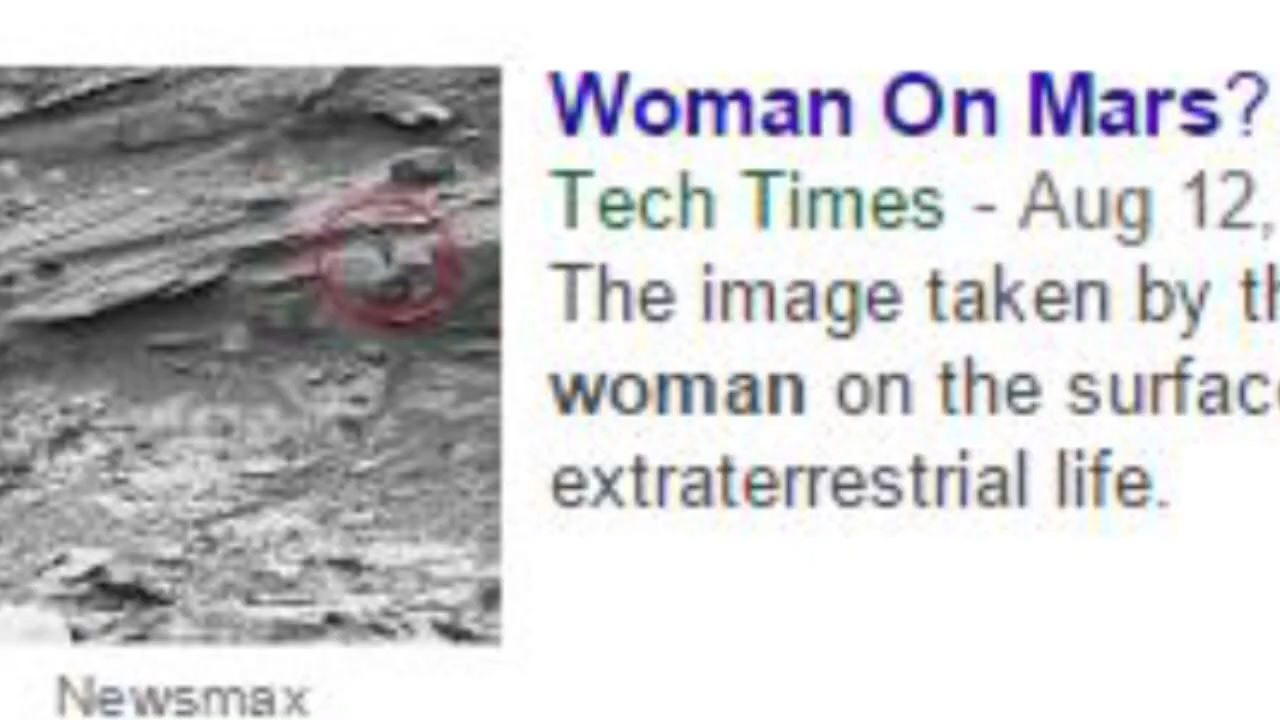 Woman On Mars?
Tech Times - Aug 12,
The image taken by th
woman on the surfac
extraterrestrial life.
Newsmax